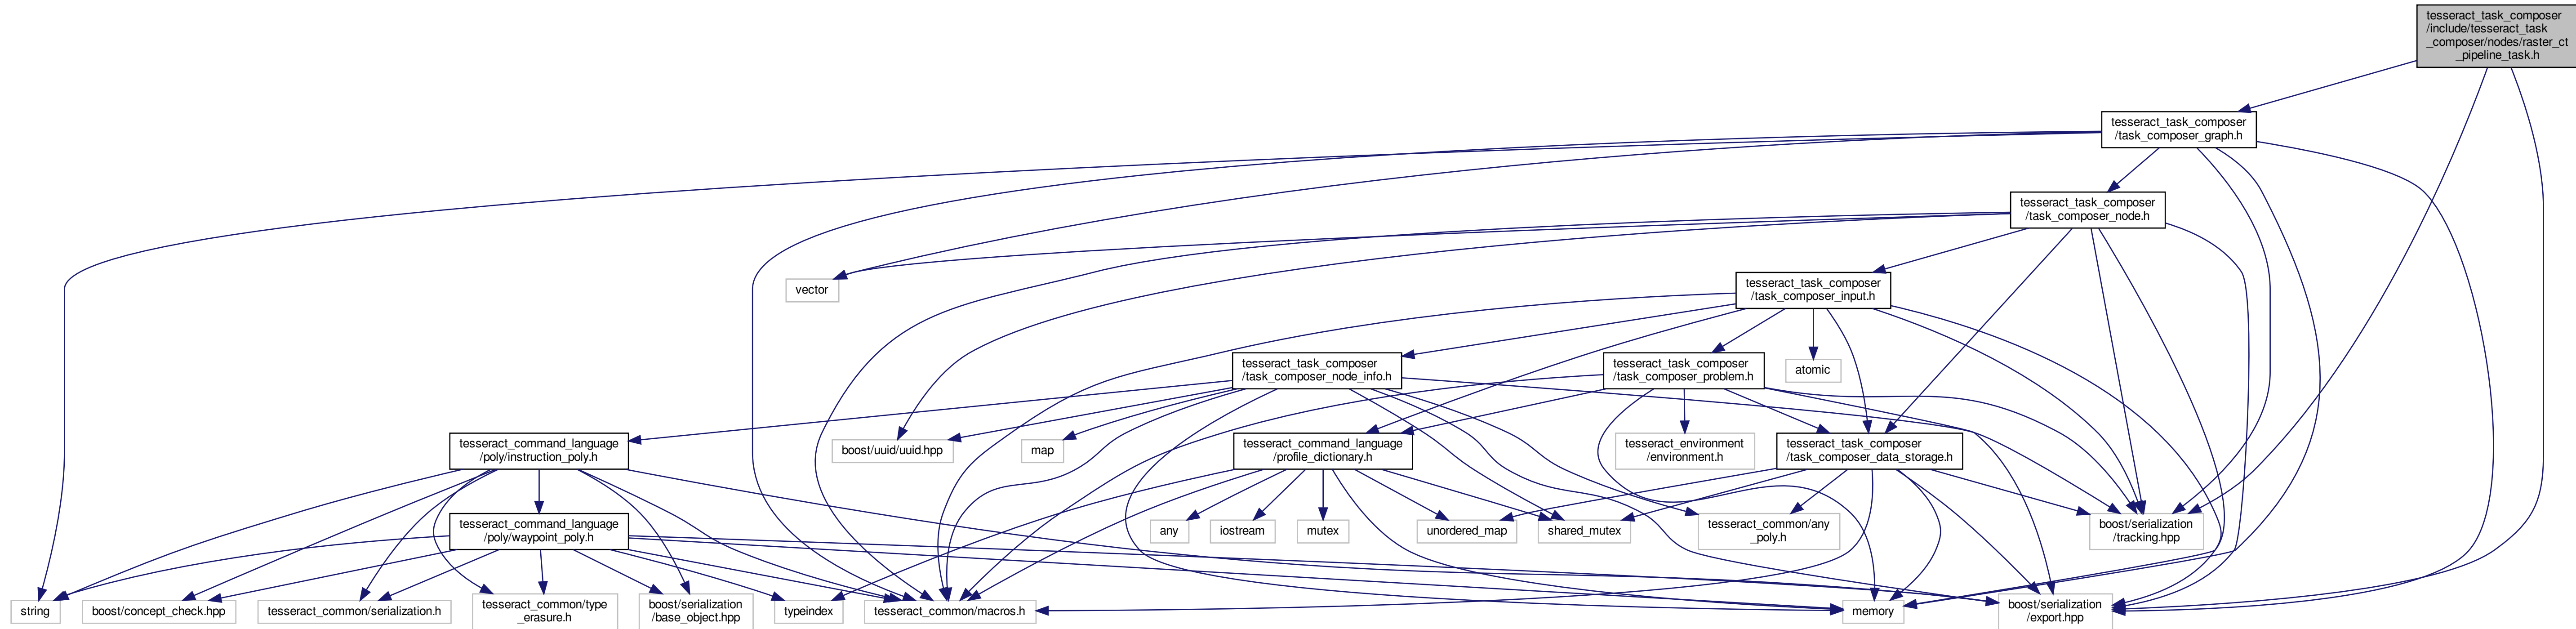 tesseract_task_composer
/include/tesseract_task
_composer/nodes/raster_ct
_pipeline_task.h
tesseract_task_composer
/task_composer_graph.h
tesseract_task_composer
/task_composer_node.h
vector
tesseract_task_composer
/task_composer_input.h
tesseract_task_composer
/task_composer_node_info.h
tesseract_task_composer
/task_composer_problem.h
atomic
tesseract_command_language
/poly/instruction_poly.h
boost/uuid/uuid.hpp
map
tesseract_command_language
/profile_dictionary.h
tesseract_environment
/environment.h
tesseract_task_composer
/task_composer_data_storage.h
tesseract_command_language
/poly/waypoint_poly.h
any
iostream
mutex
unordered_map
shared_mutex
tesseract_common/any
_poly.h
boost/serialization
/tracking.hpp
string
boost/concept_check.hpp
tesseract_common/serialization.h
tesseract_common/type
_erasure.h
boost/serialization
/base_object.hpp
typeindex
tesseract_common/macros.h
memory
boost/serialization
/export.hpp